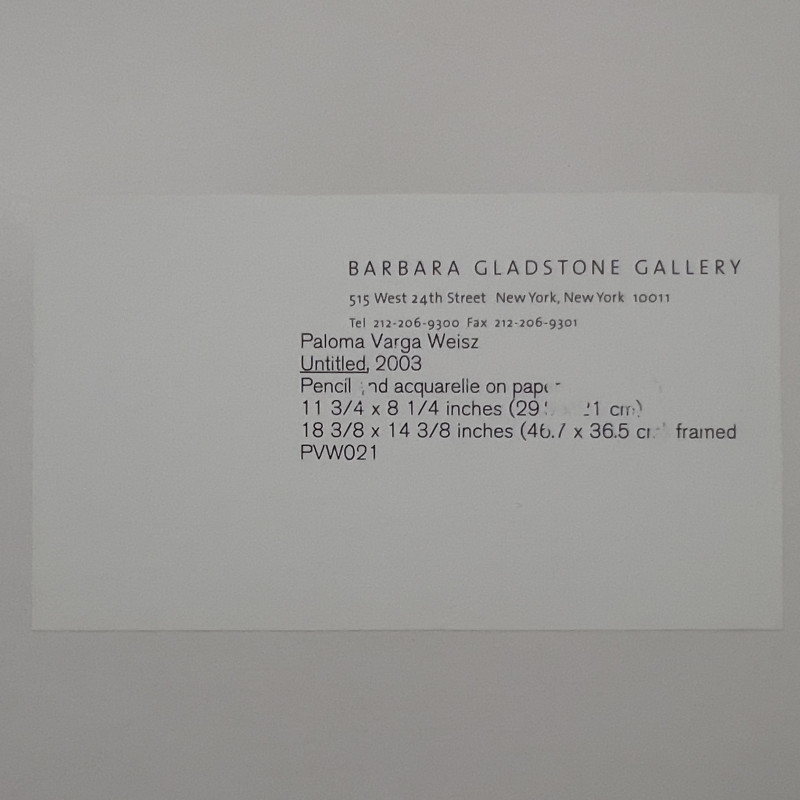 BARBARA GLADSTONE GALLERY
515 West 24th Street New York, New York 10011
Tel 212-206-9300 Fax 212-206-9301
Paloma Varga Weisz
Untitled, 2003
Pencil and acquarelle on paper
11 3/4 x 8 1/4 inches ( 21 cm)
18 3/8 x 14 3/8 inches (46.7 x 36.5 cm) framed
PVW021